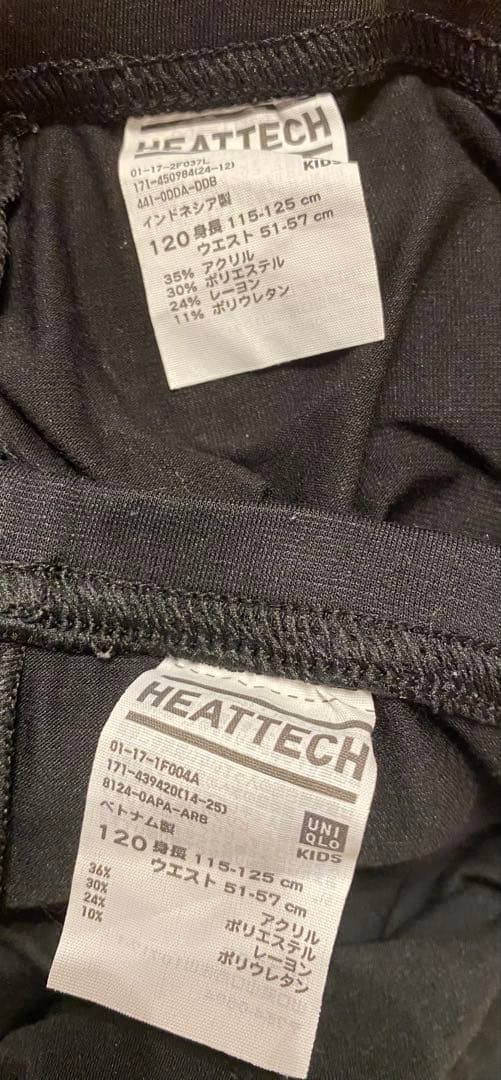 HEATTECH
KIDS
01-17-2F037L
171-450984(24-12)
441-0DDA-DDB
インドネシア製
120 身長 115-125 cm
ウエスト 51-57 cm
35% アクリル
30% ポリエステル
24% レーヨン
11% ポリウレタン
HEATTECH
01-17-1F004A
171-439420(14-25)
8124-0APA-ARB
ベトナム製
UNI
QLO
KIDS
120 身長 115-125 cm
ウエスト 51-57 cm
36% アクリル
30% ポリエステル
24% レーヨン
10% ポリウレタン